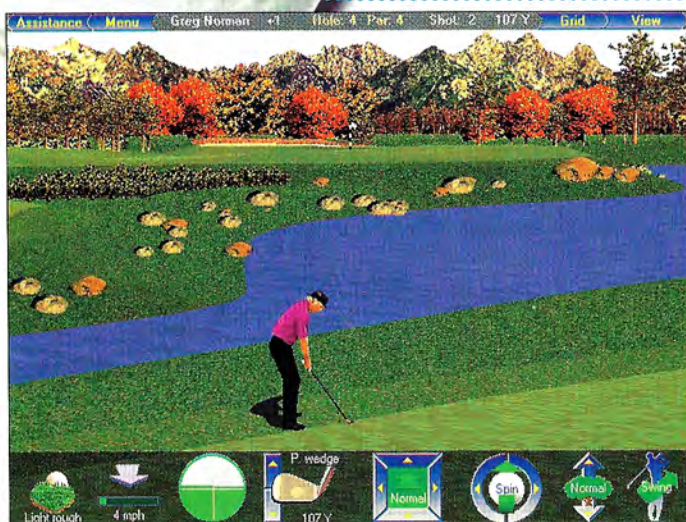 Assistance Menu Greg Norman +1 Hole: 4 Par: 4 Shot: 2 107 Y Grid View
P. wedge
Normal Spin Normal Swing
Light rough 4 mph 107 Y